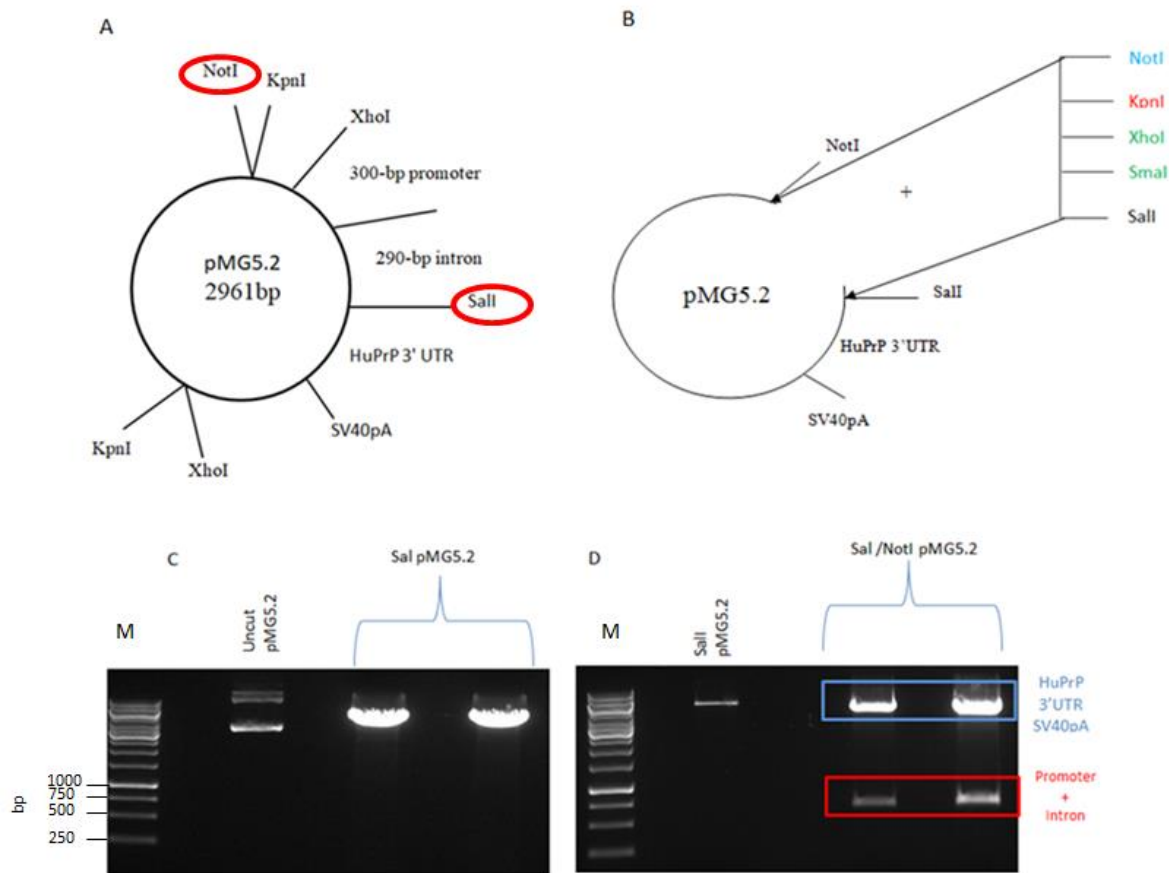 A
NotI
KpnI
XhoI
300-bp promoter
290-bp intron
pMG5.2
2961bp
SalI
HuPrP 3' UTR
SV40pA
KpnI
XhoI
B
NotI
KpnI
XhoI
SmaI
SalI
NotI
+
pMG5.2
SalI
HuPrP 3'UTR
SV40pA
C
Sal pMG5.2
M
Uncut
pMG5.2
1000
750
500
250
bp
D
Sal /NotI pMG5.2
M
SalI
pMG5.2
HuPrP
3'UTR
SV40pA
Promoter
+
Intron